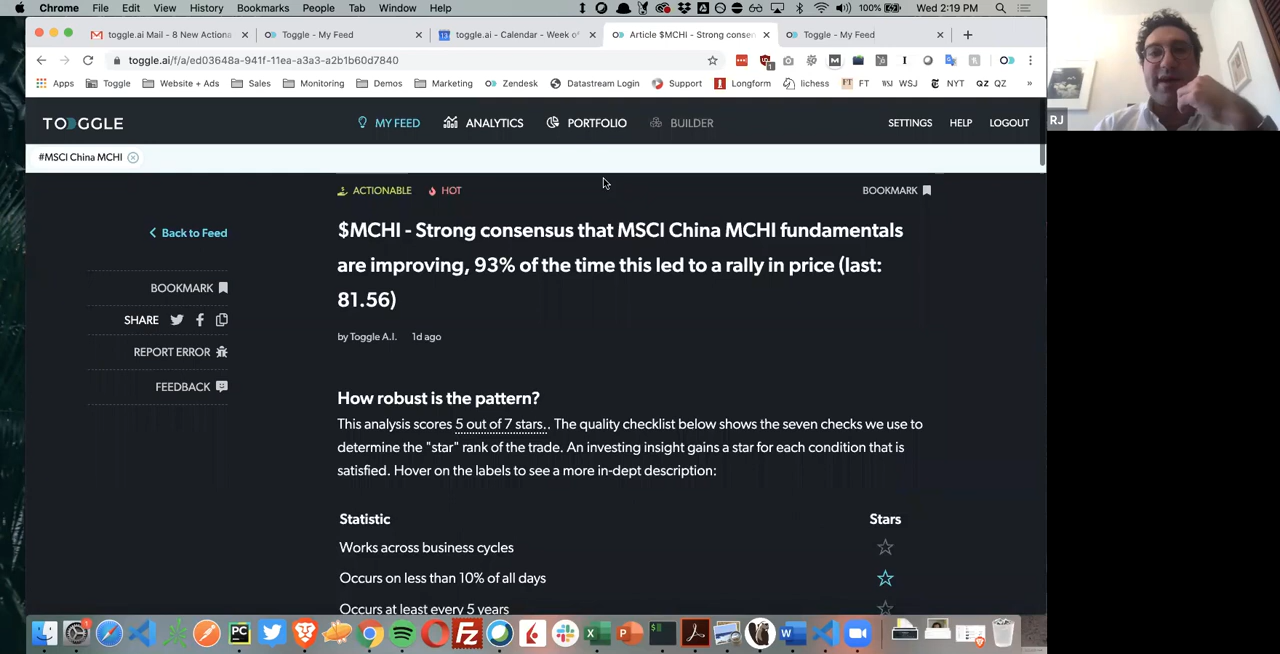 Chrome File Edit View History Bookmarks People Tab Window Help 100% Wed 2:19 PM
toggle.ai Mail - 8 New Actiona Toggle - My Feed toggle.ai - Calendar - Week of Article $MCHI - Strong consen Toggle - My Feed
toggle.ai/f/a/ed03648a-941f-11ea-a3a3-a2b1b60d7840
Apps Toggle Website + Ads Sales Monitoring Demos Marketing Zendesk Datastream Login Support Longform lichess FT FT WSJ WSJ NYT QZ QZ »
TOGGLE MY FEED ANALYTICS PORTFOLIO BUILDER SETTINGS HELP LOGOUT
RJ
#MSCI China MCHI
ACTIONABLE HOT BOOKMARK
Back to Feed
$MCHI - Strong consensus that MSCI China MCHI fundamentals
are improving, 93% of the time this led to a rally in price (last:
81.56)
BOOKMARK
SHARE
by Toggle A.I. 1d ago
REPORT ERROR
FEEDBACK
How robust is the pattern?
This analysis scores 5 out of 7 stars.. The quality checklist below shows the seven checks we use to
determine the "star" rank of the trade. An investing insight gains a star for each condition that is
satisfied. Hover on the labels to see a more in-dept description:
Statistic Stars
Works across business cycles
Occurs on less than 10% of all days
Occurs at least every 5 years